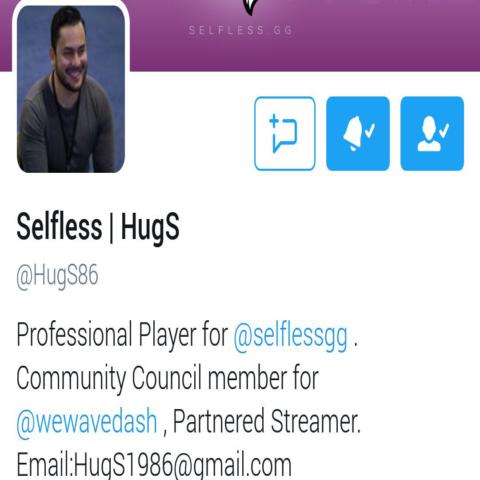 SELFLESS.GG
Selfless | HugS
@HugS86
Professional Player for @selflessgg .
Community Council member for
@wewavedash , Partnered Streamer.
Email:HugS1986@gmail.com